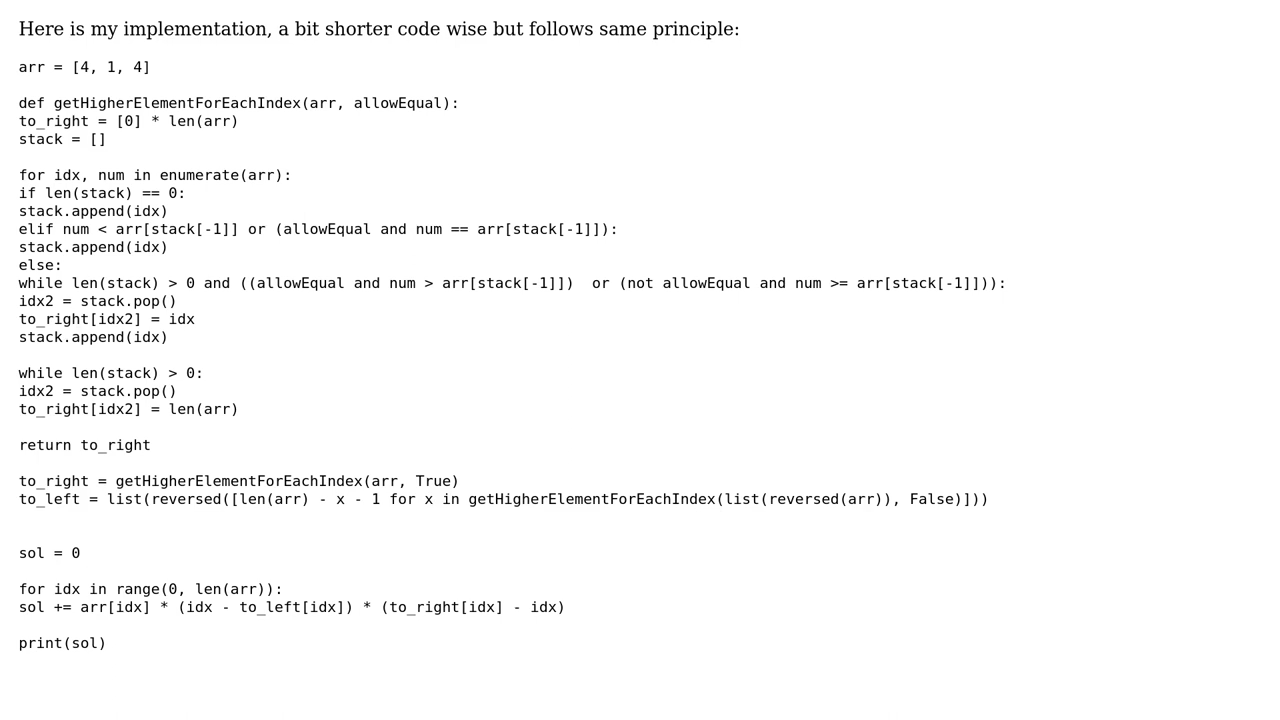 Here is my implementation, a bit shorter code wise but follows same principle:
arr = [4, 1, 4]
def getHigherElementForEachIndex(arr, allowEqual):
to_right = [0] * len(arr)
stack = []
for idx, num in enumerate(arr):
if len(stack) == 0:
stack.append(idx)
elif num < arr[stack[-1]] or (allowEqual and num == arr[stack[-1]]):
stack.append(idx)
else:
while len(stack) > 0 and ((allowEqual and num > arr[stack[-1]])  or (not allowEqual and num >= arr[stack[-1]])):
idx2 = stack.pop()
to_right[idx2] = idx
stack.append(idx)
while len(stack) > 0:
idx2 = stack.pop()
to_right[idx2] = len(arr)
return to_right
to_right = getHigherElementForEachIndex(arr, True)
to_left = list(reversed([len(arr) - x - 1 for x in getHigherElementForEachIndex(list(reversed(arr)), False)]))
sol = 0
for idx in range(0, len(arr)):
sol += arr[idx] * (idx - to_left[idx]) * (to_right[idx] - idx)
print(sol)